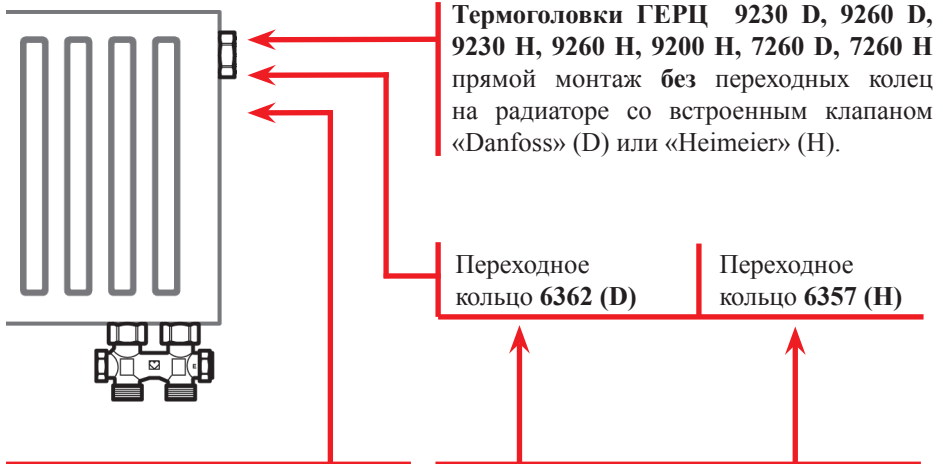 Термоголовки ГЕРЦ 9230 D, 9260 D,
9230 H, 9260 H, 9200 H, 7260 D, 7260 H
прямой монтаж без переходных колец
на радиаторе со встроенным клапаном
«Danfoss» (D) или «Heimeier» (H).
Переходное
кольцо 6362 (D)
Переходное
кольцо 6357 (H)
E